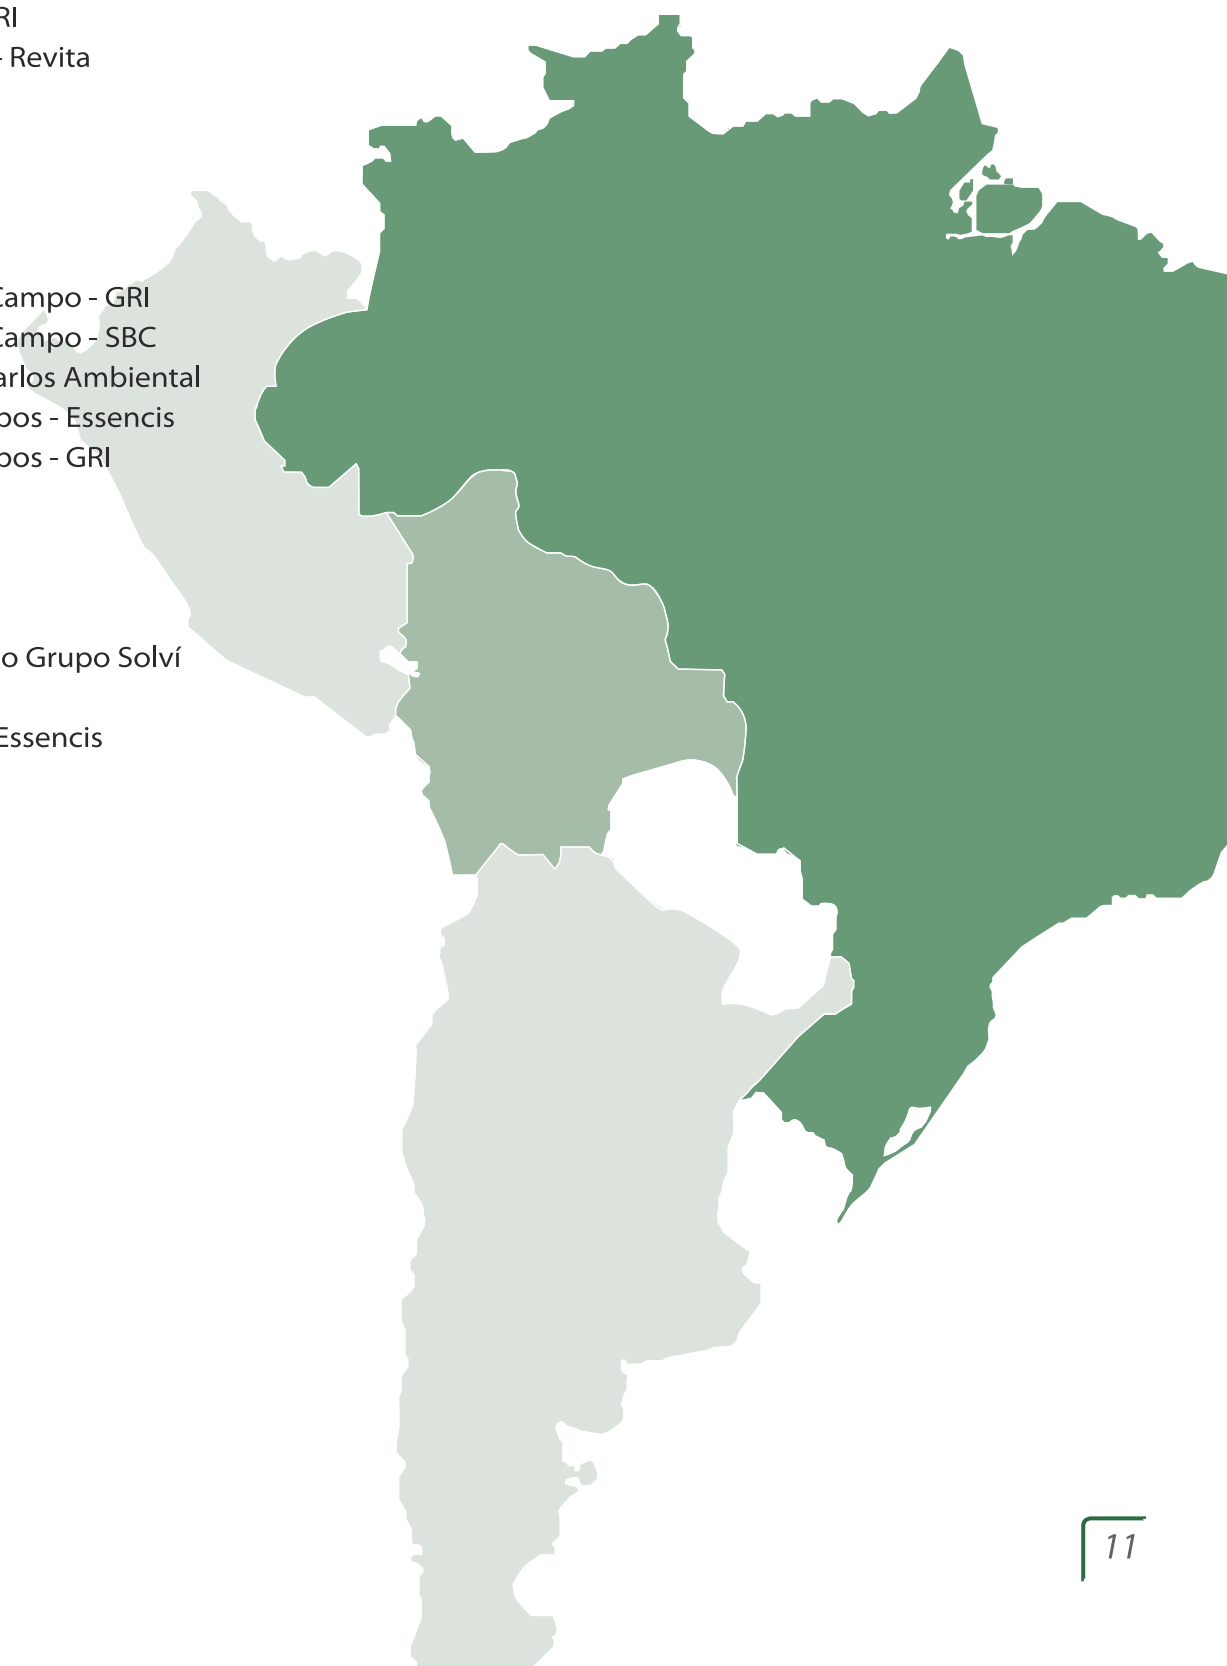 RI
- Revita
Campo - GRI
Campo - SBC
arlos Ambiental
pos - Essencis
pos - GRI
o Grupo Solví
Essencis
11